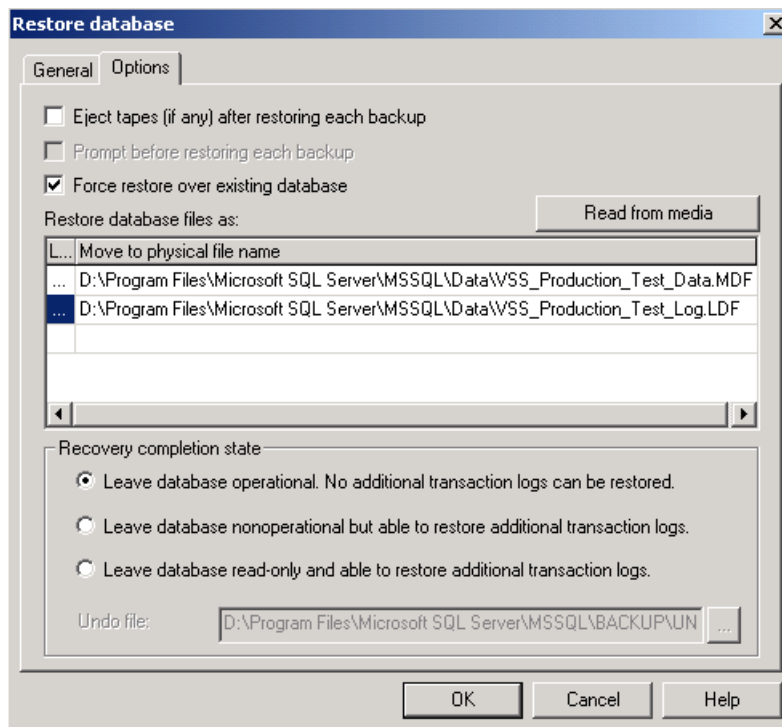 Restore database
General Options
Eject tapes (if any) after restoring each backup
Prompt before restoring each backup
Force restore over existing database
Restore database files as:
Read from media
L... Move to physical file name
... D:\Program Files\Microsoft SQL Server\MSSQL\Data\VSS_Production_Test_Data.MDF
... D:\Program Files\Microsoft SQL Server\MSSQL\Data\VSS_Production_Test_Log.LDF
Recovery completion state
Leave database operational. No additional transaction logs can be restored.
Leave database nonoperational but able to restore additional transaction logs.
Leave database read-only and able to restore additional transaction logs.
Undo file: D:\Program Files\Microsoft SQL Server\MSSQL\BACKUP\UN ...
OK Cancel Help